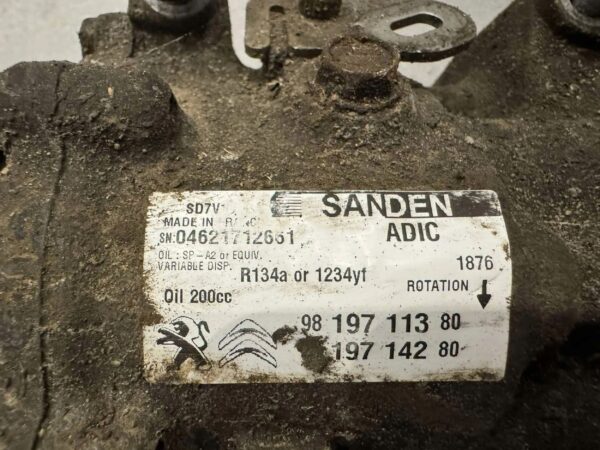 SD7V
SANDEN
MADE IN
SN:04621712661
ADIC
OIL : SP-A2 or EQUIV.
VARIABLE DISP.
R134a or 1234yf
1876
ROTATION
Oil 200cc
98 197 113 80
197 142 80